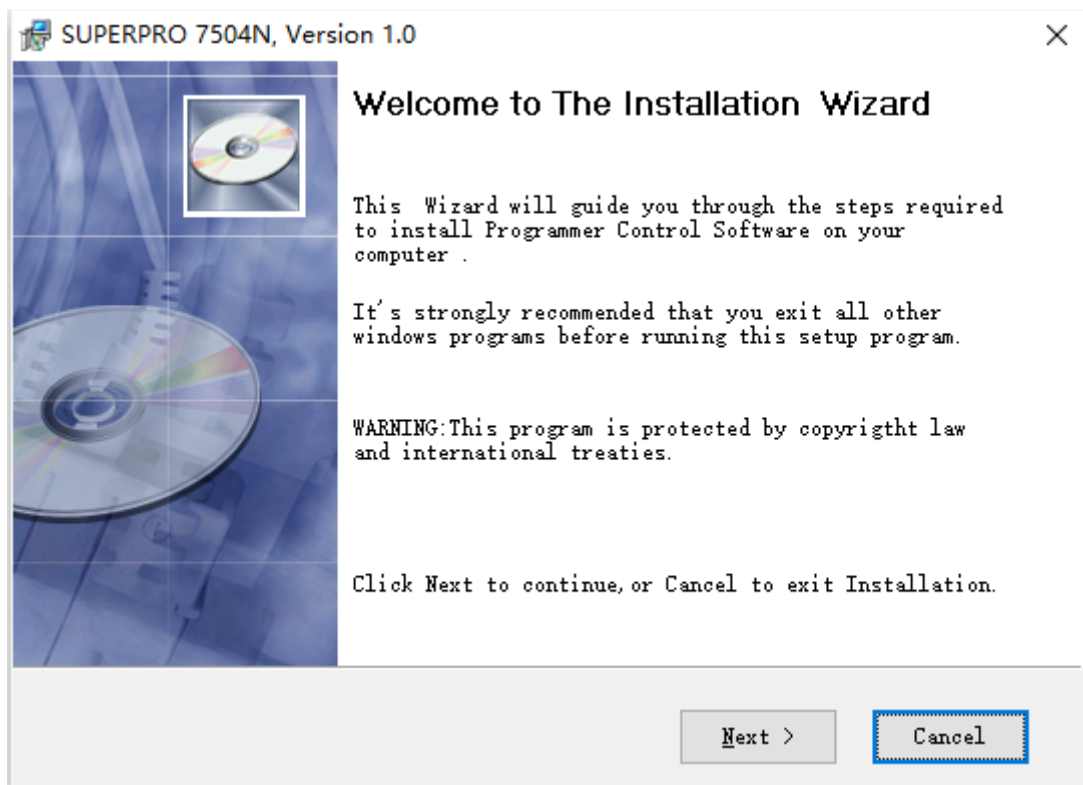 SUPERPRO 7504N, Version 1.0
Welcome to The Installation Wizard
This Wizard will guide you through the steps required
to install Programmer Control Software on your
computer .
It's strongly recommended that you exit all other
windows programs before running this setup program.
WARNING:This program is protected by copyrigtht law
and international treaties.
Click Next to continue,or Cancel to exit Installation.
Next >
Cancel